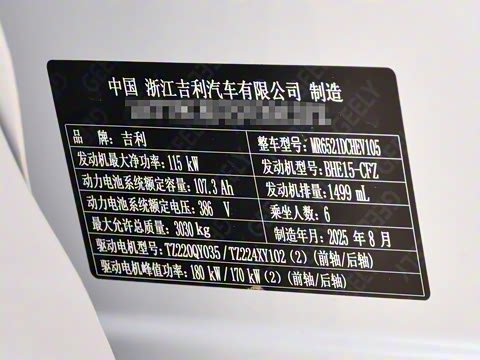 中国 浙江吉利汽车有限公司 制造
品 牌: 吉利
整车型号: MR6521DCHEV105
发动机最大净功率: 115 kW
发动机型号: BHE15-CFZ
动力电池系统额定容量: 107.3 Ah
发动机排量: 1499 mL
动力电池系统额定电压: 386 V
乘坐人数: 6
最大允许总质量: 3030 kg
制造年月: 2025 年 8 月
驱动电机型号: TZ220QY035 / TZ224XY102 (2) (前轴/后轴)
驱动电机峰值功率: 180 kW / 170 kW (2) (前轴/后轴)